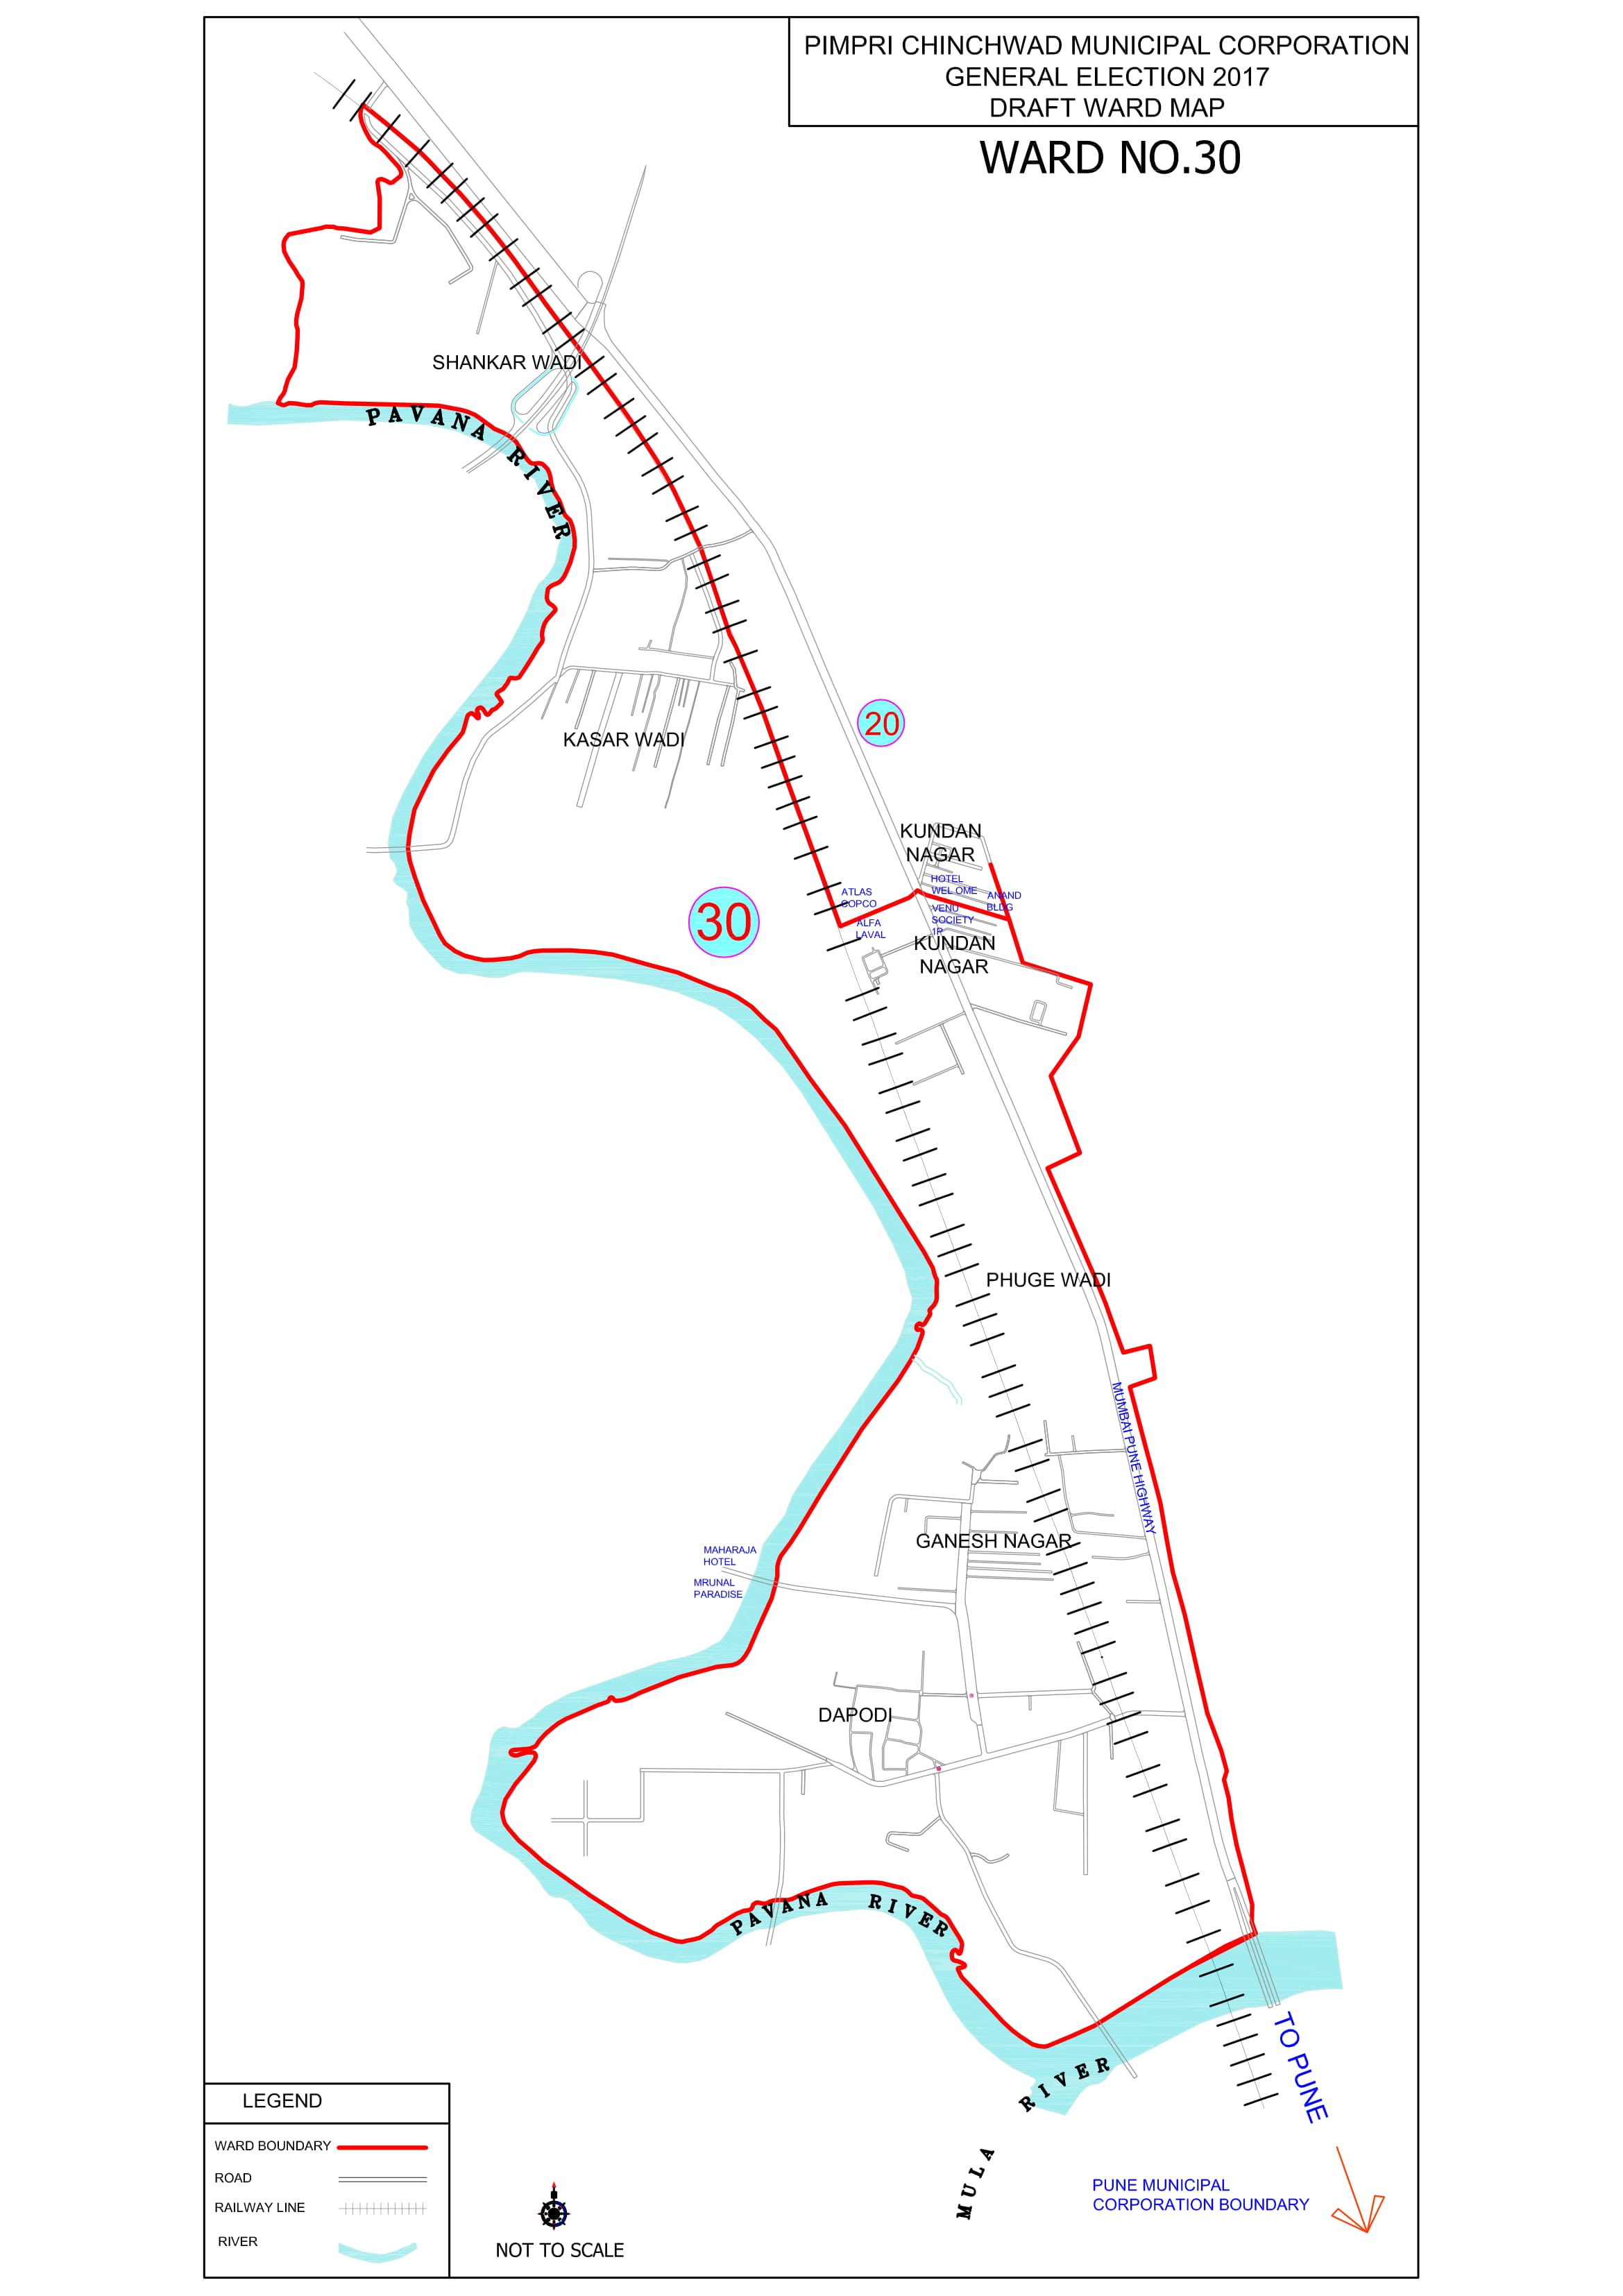 PIMPRI CHINCHWAD MUNICIPAL CORPORATION
GENERAL ELECTION 2017
DRAFT WARD MAP
WARD NO.30
SHANKAR WADI
PAVANA RIVER
KASAR WADI
20
KUNDAN
NAGAR
HOTEL
WEL OME
ANAND
BLDG
ATLAS
COPCO
VENU
SOCIETY
1R
ALFA
LAVAL
30
KUNDAN
NAGAR
PHUGE WADI
MUMBAI PUNE HIGHWAY
GANESH NAGAR
MAHARAJA
HOTEL
MRUNAL
PARADISE
DAPODI
PAVANA RIVER
TO PUNE
MULA RIVER
PUNE MUNICIPAL
CORPORATION BOUNDARY
LEGEND
WARD BOUNDARY
ROAD
RAILWAY LINE
RIVER
NOT TO SCALE